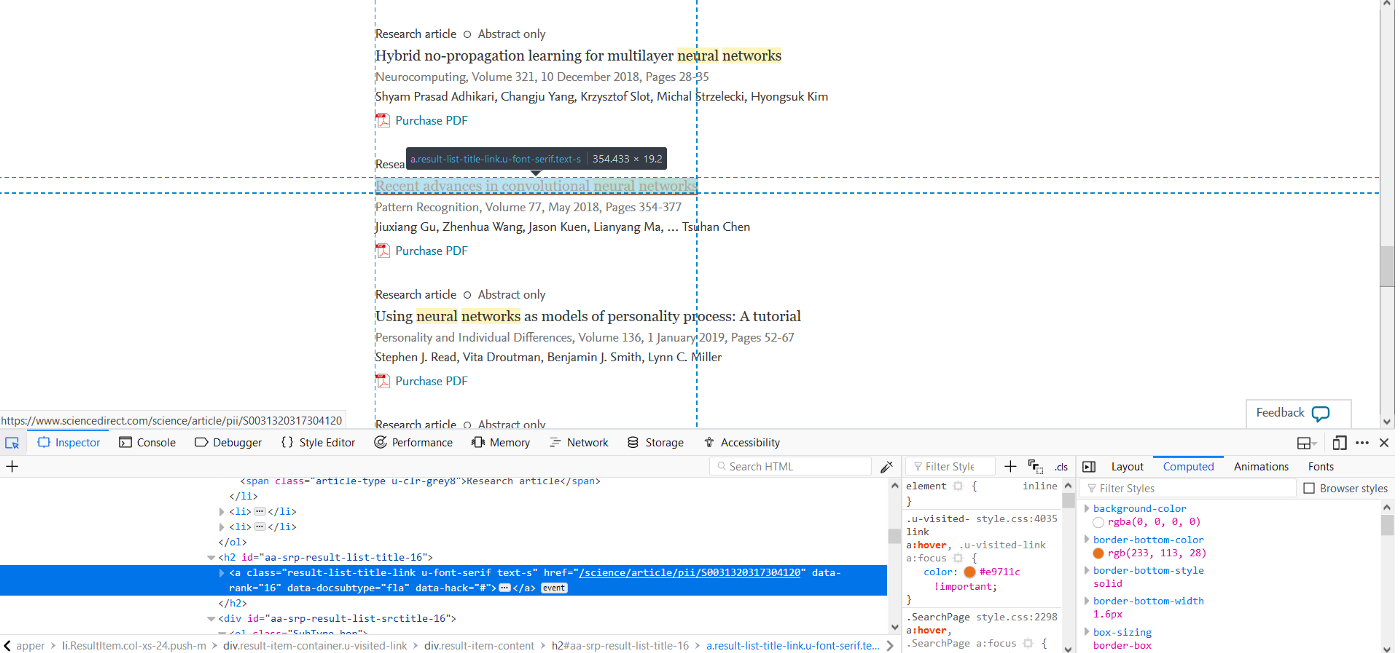 Research article Abstract only
Hybrid no-propagation learning for multilayer neural networks
Neurocomputing, Volume 321, 10 December 2018, Pages 28-35
Shyam Prasad Adhikari, Changju Yang, Krzysztof Slot, Michal Strzelecki, Hyongsuk Kim
Purchase PDF
Resea
a.result-list-title-link.u-font-serif.text-s 354.433 × 19.2
Recent advances in convolutional neural networks
Pattern Recognition, Volume 77, May 2018, Pages 354-377
Jiuxiang Gu, Zhenhua Wang, Jason Kuen, Lianyang Ma, ... Tsuhan Chen
Purchase PDF
Research article Abstract only
Using neural networks as models of personality process: A tutorial
Personality and Individual Differences, Volume 136, 1 January 2019, Pages 52-67
Stephen J. Read, Vita Droutman, Benjamin J. Smith, Lynn C. Miller
Purchase PDF
Research article Abstract only
https://www.sciencedirect.com/science/article/pii/S0031320317304120
Feedback
Inspector Console Debugger {} Style Editor Performance Memory Network Storage Accessibility
+ Search HTML
<span class="article-type u-clr-grey8">Research article</span>
</li>
<li></li>
<li></li>
</ol>
<h2 id="aa-srp-result-list-title-16">
<a class="result-list-title-link u-font-serif text-s" href="/science/article/pii/S0031320317304120" data-
rank="16" data-docsubtype="fla" data-hack="#"></a> event
</h2>
<div id="aa-srp-result-list-srctitle-16">
<ol class="SubType hor">
apper > li.ResultItem.col-xs-24.push-m > div.result-item-container.u-visited-link > div.result-item-content > h2#aa-srp-result-list-title-16 > a.result-list-title-link.u-font-serif.te...
Filter Style + .cls
element { inline
}
.u-visited- style.css:4035
link
a:hover, .u-visited-link
a:focus {
color: #e9711c
!important;
}
.SearchPage style.css:2298
a:hover,
.SearchPage a:focus {
Layout Computed Animations Fonts
Filter Styles Browser styles
background-color
rgba(0, 0, 0, 0)
border-bottom-color
rgb(233, 113, 28)
border-bottom-style
solid
border-bottom-width
1.6px
box-sizing
border-box